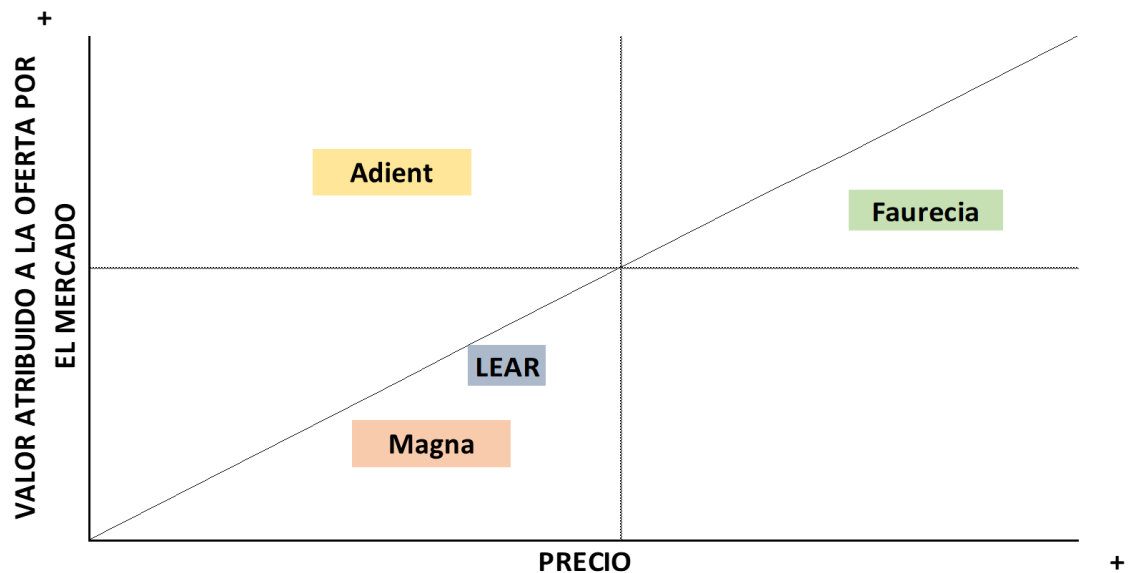 +
VALOR ATRIBUIDO A LA OFERTA POR
EL MERCADO
Adient
Faurecia
LEAR
Magna
PRECIO
+